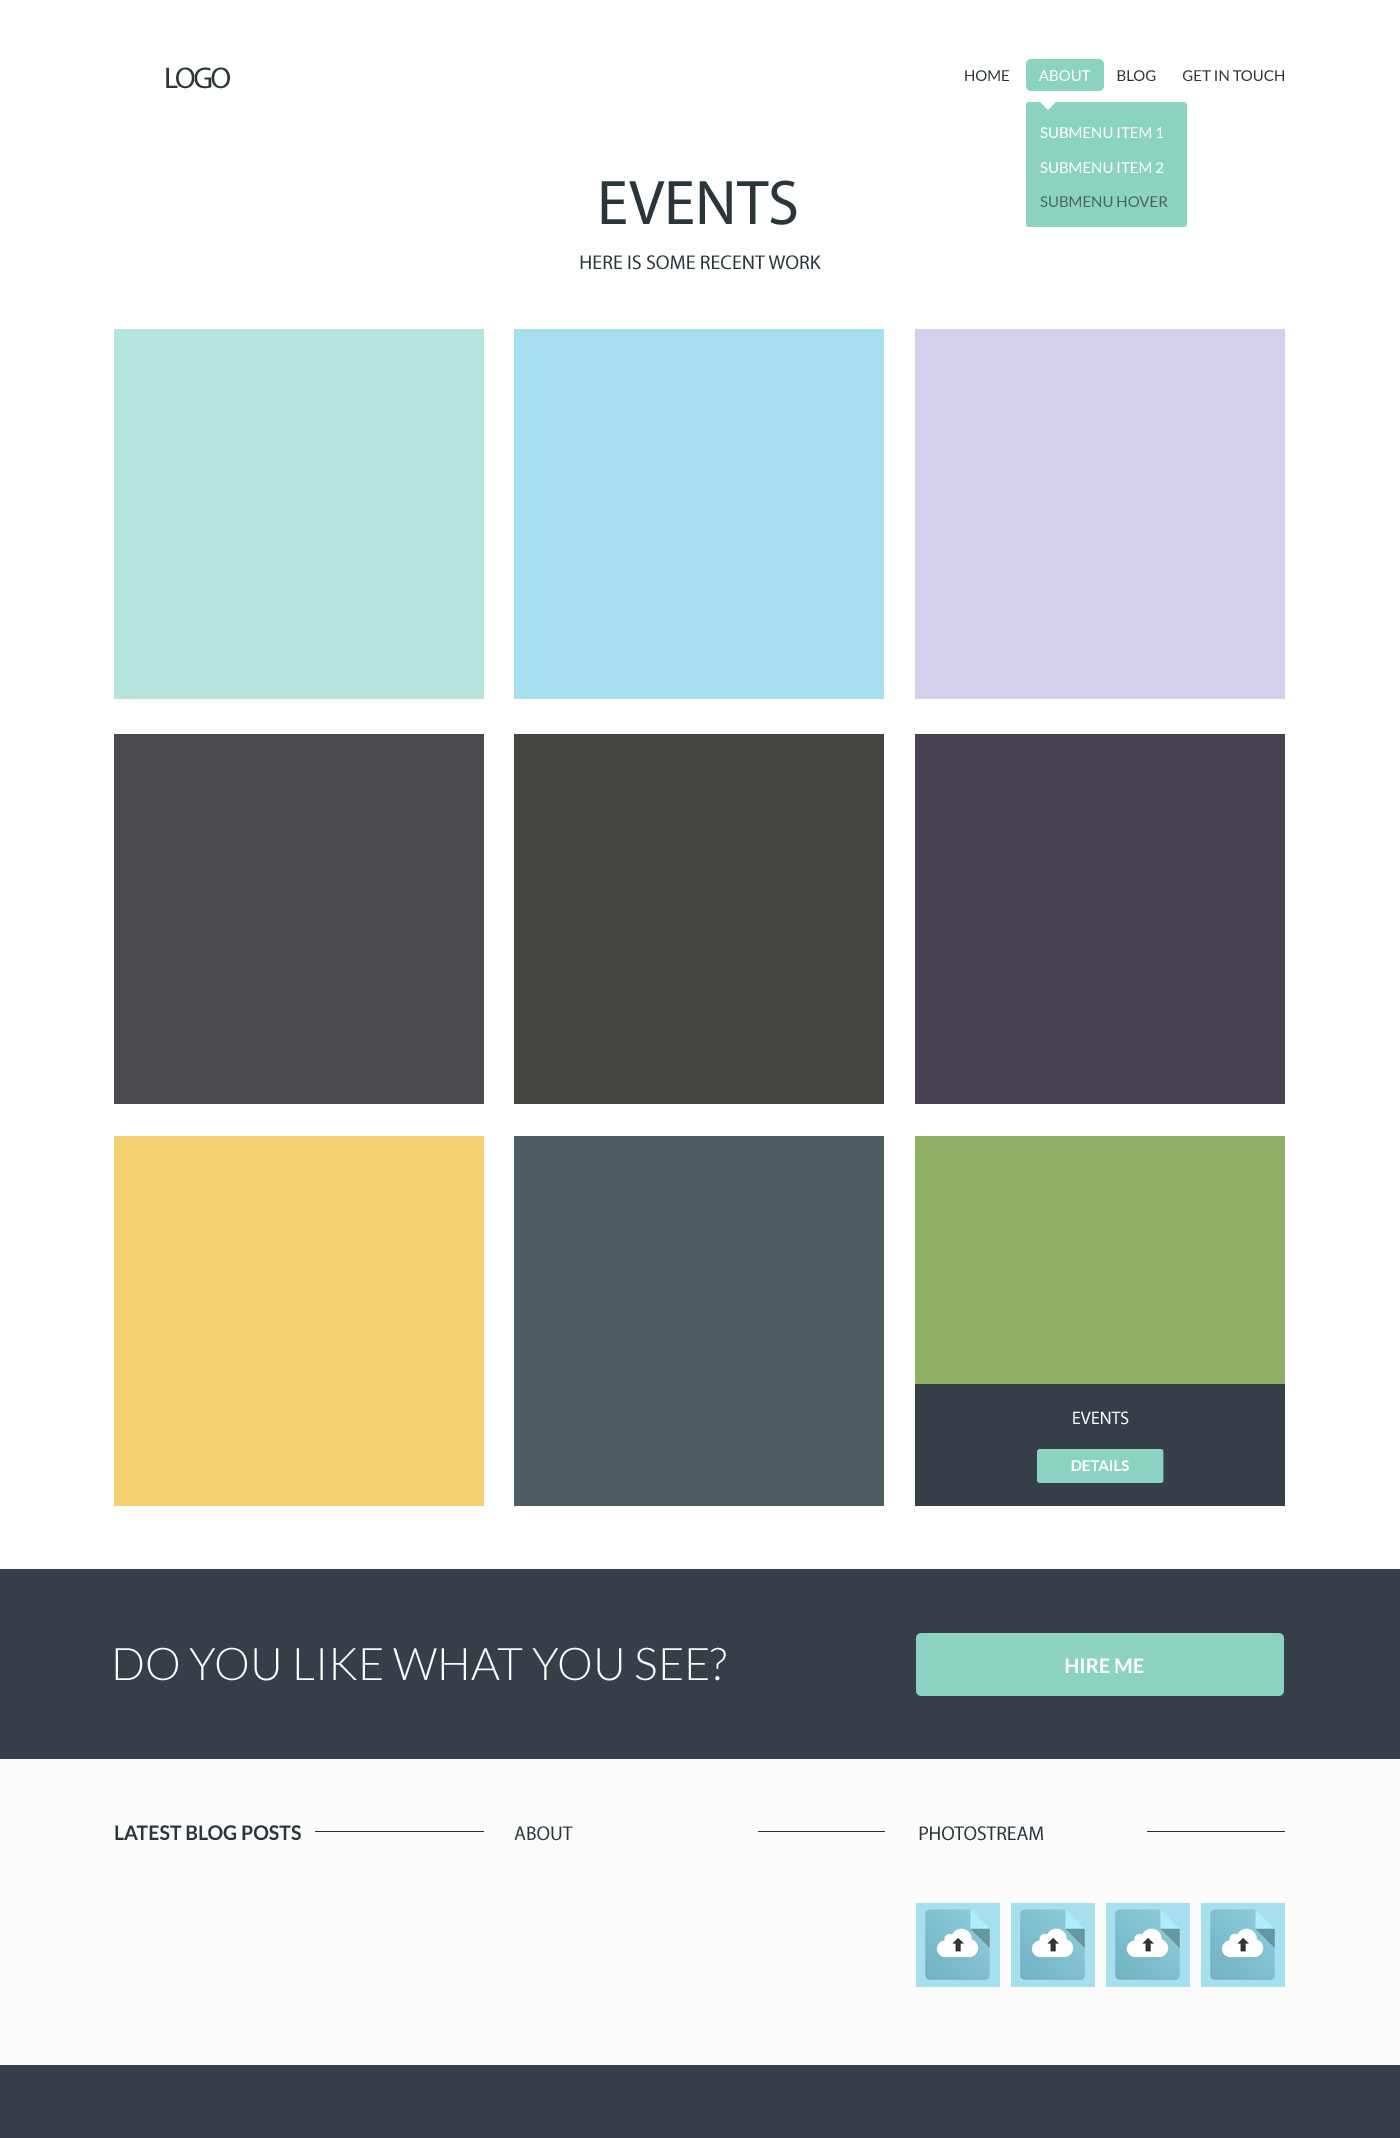 LOGO
HOME ABOUT BLOG GET IN TOUCH
SUBMENU ITEM 1
SUBMENU ITEM 2
SUBMENU HOVER
EVENTS
HERE IS SOME RECENT WORK
EVENTS
DETAILS
DO YOU LIKE WHAT YOU SEE?
HIRE ME
LATEST BLOG POSTS
ABOUT
PHOTOSTREAM